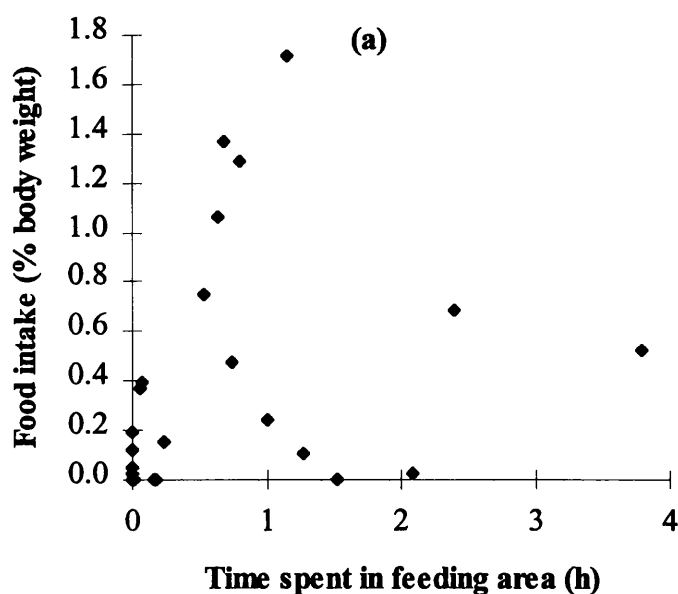 (a)
Food intake (% body weight)
1.8
1.6
1.4
1.2
1.0
0.8
0.6
0.4
0.2
0.0
0 1 2 3 4
Time spent in feeding area (h)